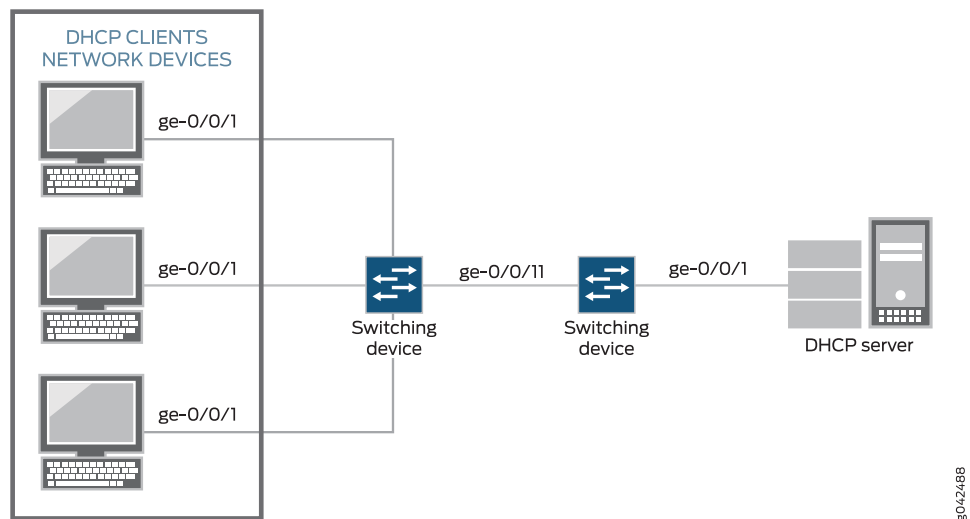 DHCP CLIENTS
NETWORK DEVICES
ge-0/0/1
ge-0/0/1
ge-0/0/11
ge-0/0/1
Switching
device
Switching
device
DHCP server
ge-0/0/1
g042488